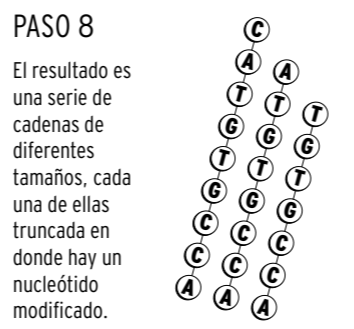 PASO 8
El resultado es
una serie de
cadenas de
diferentes
tamaños, cada
una de ellas
truncada en
donde hay un
nucleótido
modificado.
C A T G T G C C A
A T G T G C C A
T G T G C C A